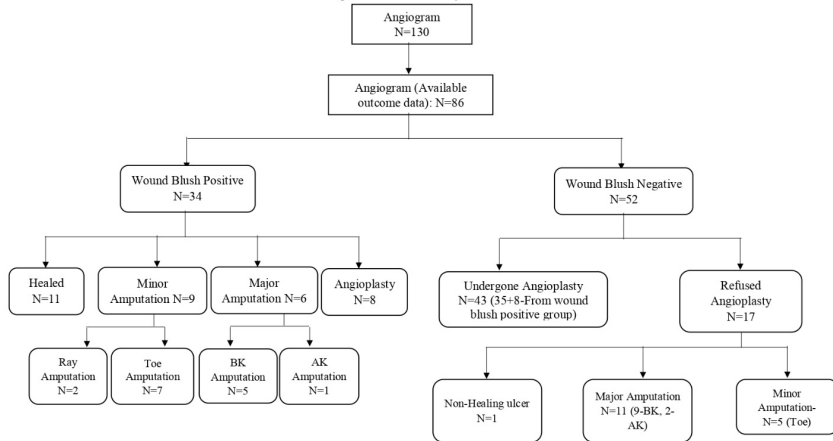 Angiogram
N=130
Angiogram (Available
outcome data): N=86
Wound Blush Positive
N=34
Wound Blush Negative
N=52
Healed
N=11
Minor
Amputation N=9
Major
Amputation N=6
Angioplasty
N=8
Undergone Angioplasty
N=43 (35+8-From wound
blush positive group)
Refused
Angioplasty
N=17
Ray
Amputation
N=2
Toe
Amputation
N=7
BK
Amputation
N=5
AK
Amputation
N=1
Non-Healing ulcer
N=1
Major Amputation
N=11 (9-BK, 2-
AK)
Minor
Amputation-
N=5 (Toe)